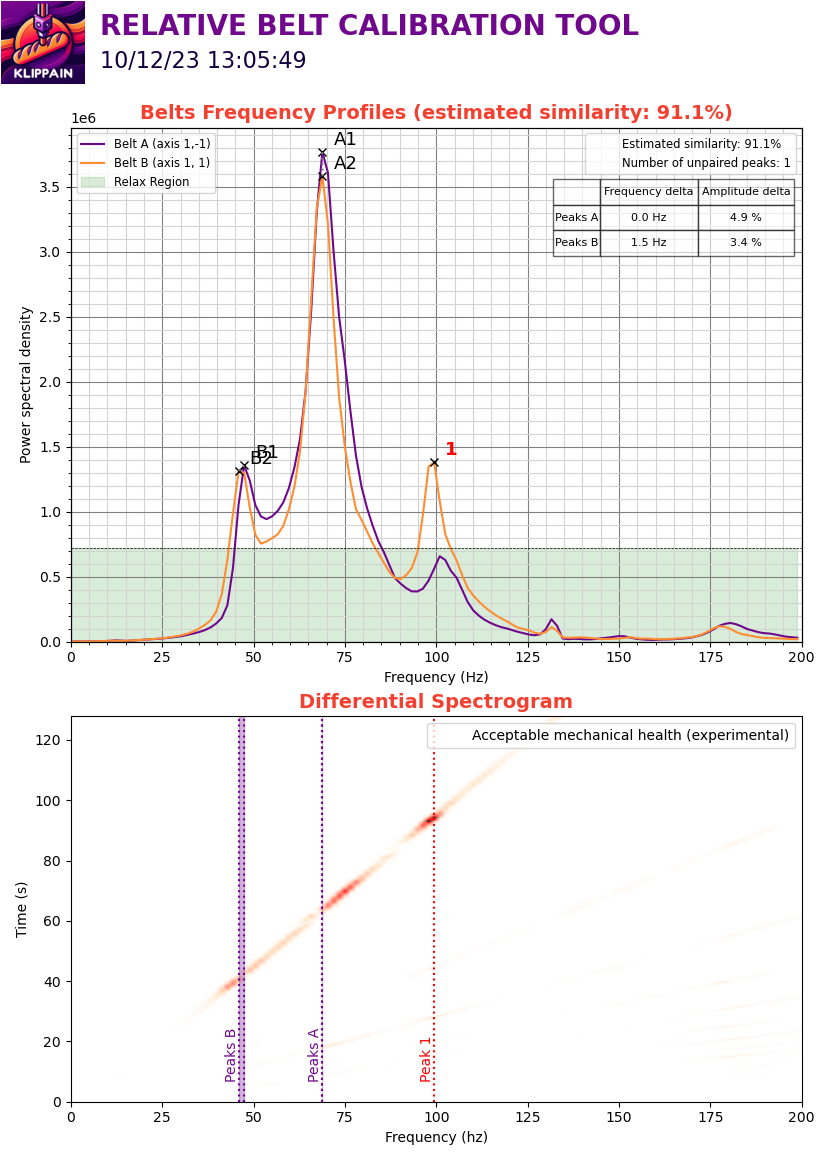 RELATIVE BELT CALIBRATION TOOL
10/12/23 13:05:49
KLIPPAIN
Belts Frequency Profiles (estimated similarity: 91.1%)
1e6
Belt A (axis 1,-1)
Belt B (axis 1, 1)
Relax Region
Estimated similarity: 91.1%
Number of unpaired peaks: 1
Frequency delta Amplitude delta
Peaks A 0.0 Hz 4.9 %
Peaks B 1.5 Hz 3.4 %
A1
A2
B1
B2
1
Power spectral density
3.5
3.0
2.5
2.0
1.5
1.0
0.5
0.0
0 25 50 75 100 125 150 175 200
Frequency (Hz)
Differential Spectrogram
Acceptable mechanical health (experimental)
Time (s)
120
100
80
60
40
20
0
Peaks B
Peaks A
Peak 1
0 25 50 75 100 125 150 175 200
Frequency (hz)